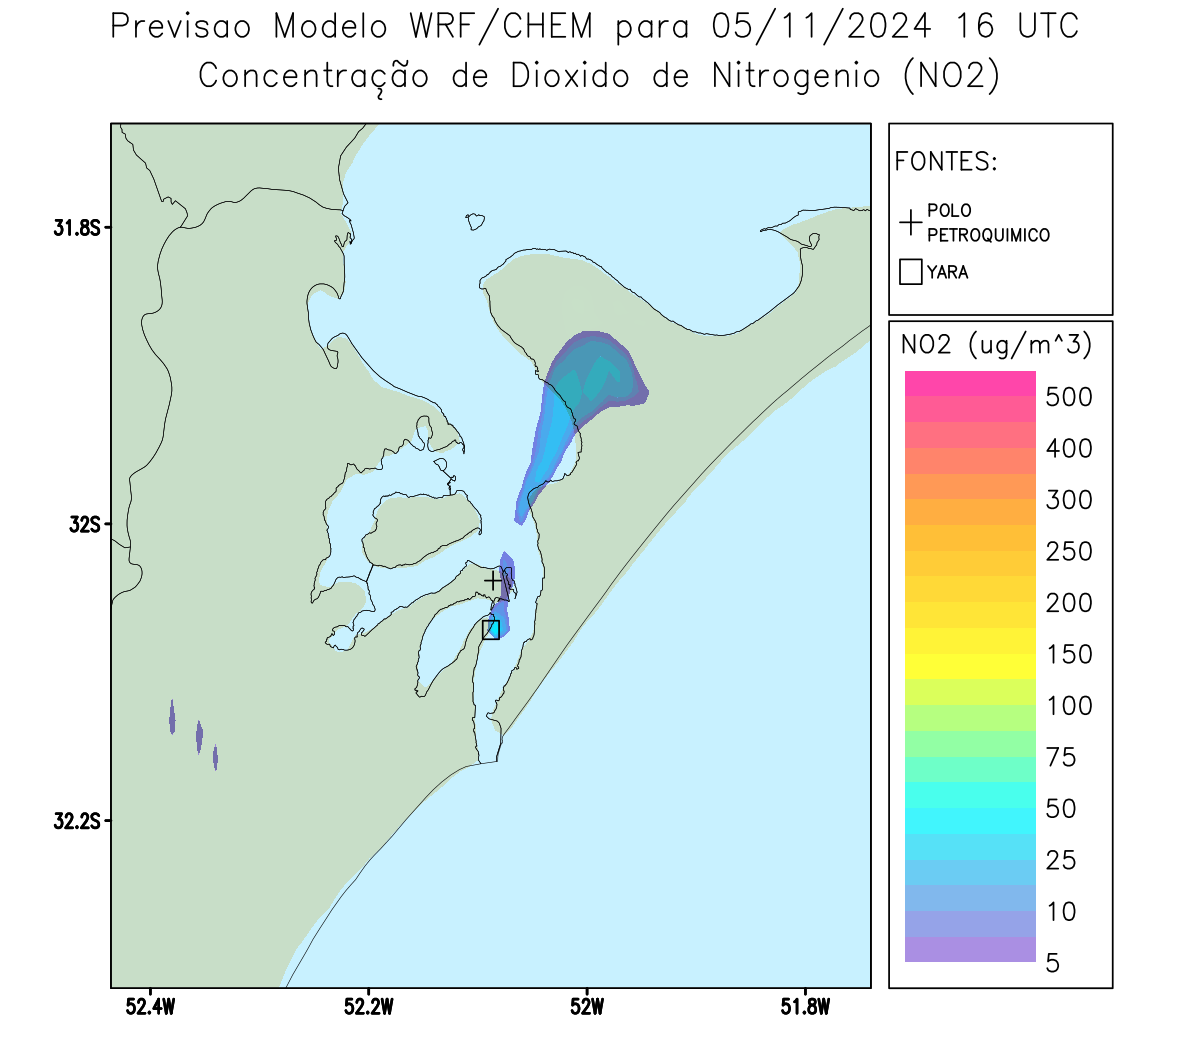 Previsao Modelo WRF/CHEM para 05/11/2024 16 UTC
Concentração de Dioxido de Nitrogenio (NO2)
FONTES:
POLO
PETROQUIMICO
YARA
NO2 (ug/m^3)
500
400
300
250
200
150
100
75
50
25
10
5
31.8S
32S
32.2S
52.4W 52.2W 52W 51.8W